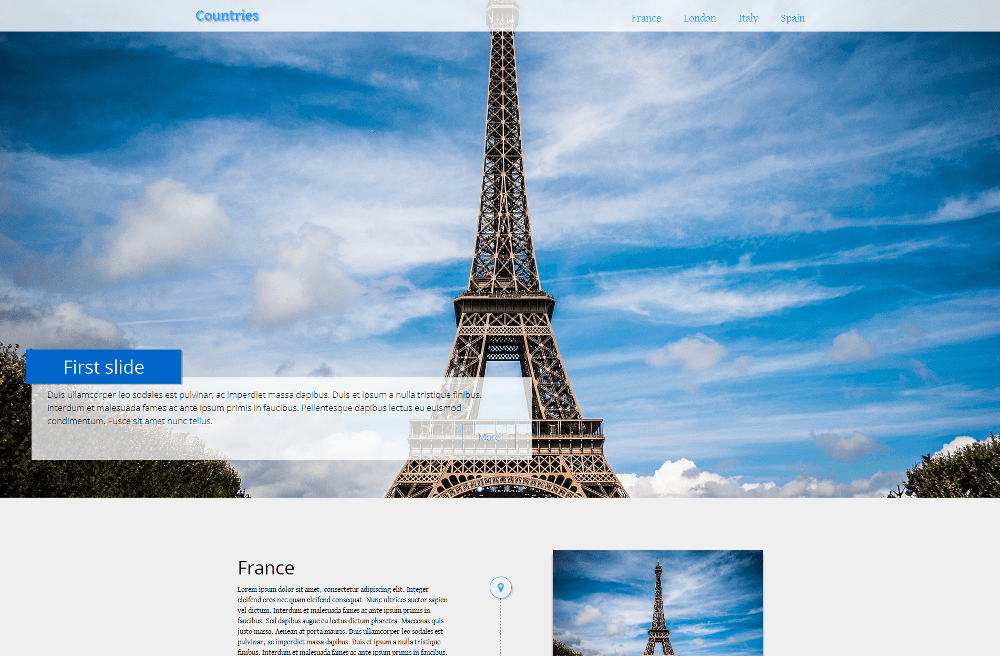 Countries
France London Italy Spain
First slide
Duis ullamcorper leo sodales est pulvinar, ac imperdiet massa dapibus. Duis et ipsum a nulla tristique finibus.
Interdum et malesuada fames ac ante ipsum primis in faucibus. Pellentesque dapibus lectus eu euismod
condimentum. Fusce sit amet nunc tellus.
More
France
Lorem ipsum dolor sit amet, consectetur adipiscing elit. Integer
eleifend eros nec quam eleifend consequat. Nunc ultrices auctor sapien
vel dictum. Interdum et malesuada fames ac ante ipsum primis in
faucibus. Sed dapibus augue eu lectus dictum pharetra. Maecenas quis
justo massa. Aenean at porta mauris. Duis ullamcorper leo sodales est
pulvinar, ac imperdiet massa dapibus. Duis et ipsum a nulla tristique
finibus. Interdum et malesuada fames ac ante ipsum primis in faucibus.